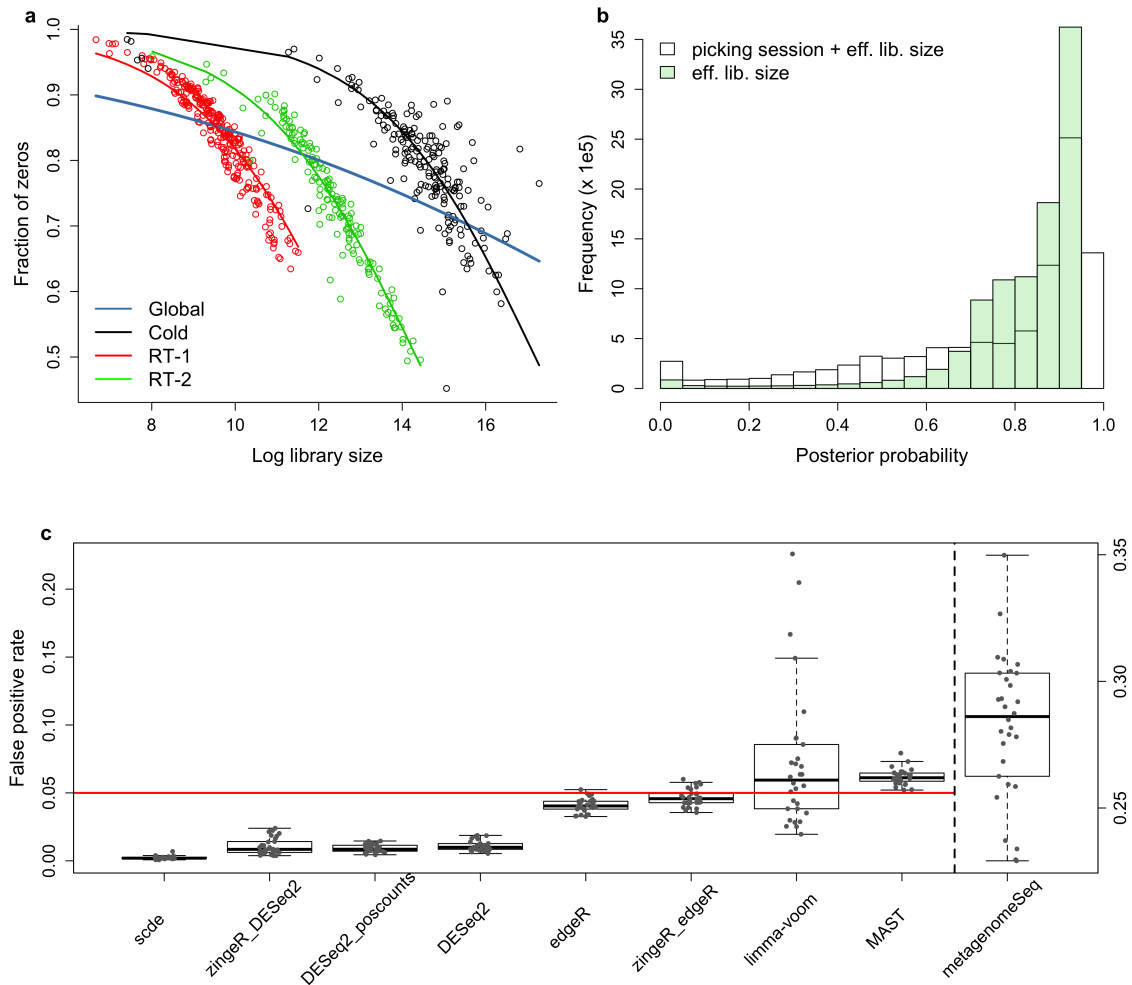 a
Fraction of zeros
1.0
0.9
0.8
0.7
0.6
0.5
Global
Cold
RT-1
RT-2
8 10 12 14 16
Log library size
b
Frequency (x 1e5)
35
25
15
5
0
picking session + eff. lib. size
eff. lib. size
0.0 0.2 0.4 0.6 0.8 1.0
Posterior probability
c
False positive rate
0.20
0.15
0.10
0.05
0.00
0.35
0.30
0.25
scde
zingeR_DESeq2
DESeq2_poscounts
DESeq2
edgeR
zingeR_edgeR
limma-voom
MAST
metagenomeSeq